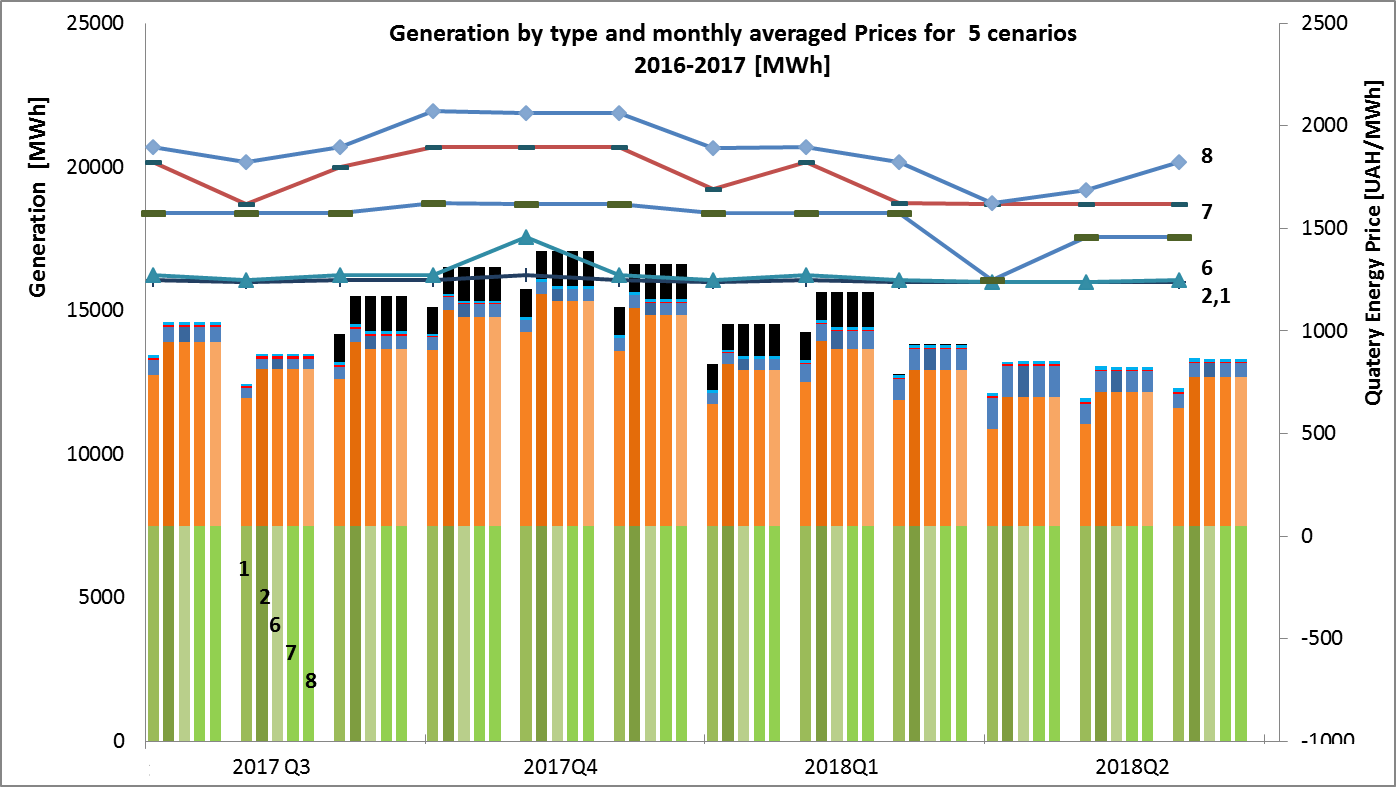 Generation by type and monthly averaged Prices for 5 cenarios
2016-2017 [MWh]
Generation [MWh]
25000
20000
15000
10000
5000
0
Quatery Energy Price [UAH/MWh]
2500
2000
1500
1000
500
0
-500
-1000
8
7
6
2,1
1
2
6
7
8
2017 Q3
2017Q4
2018Q1
2018Q2